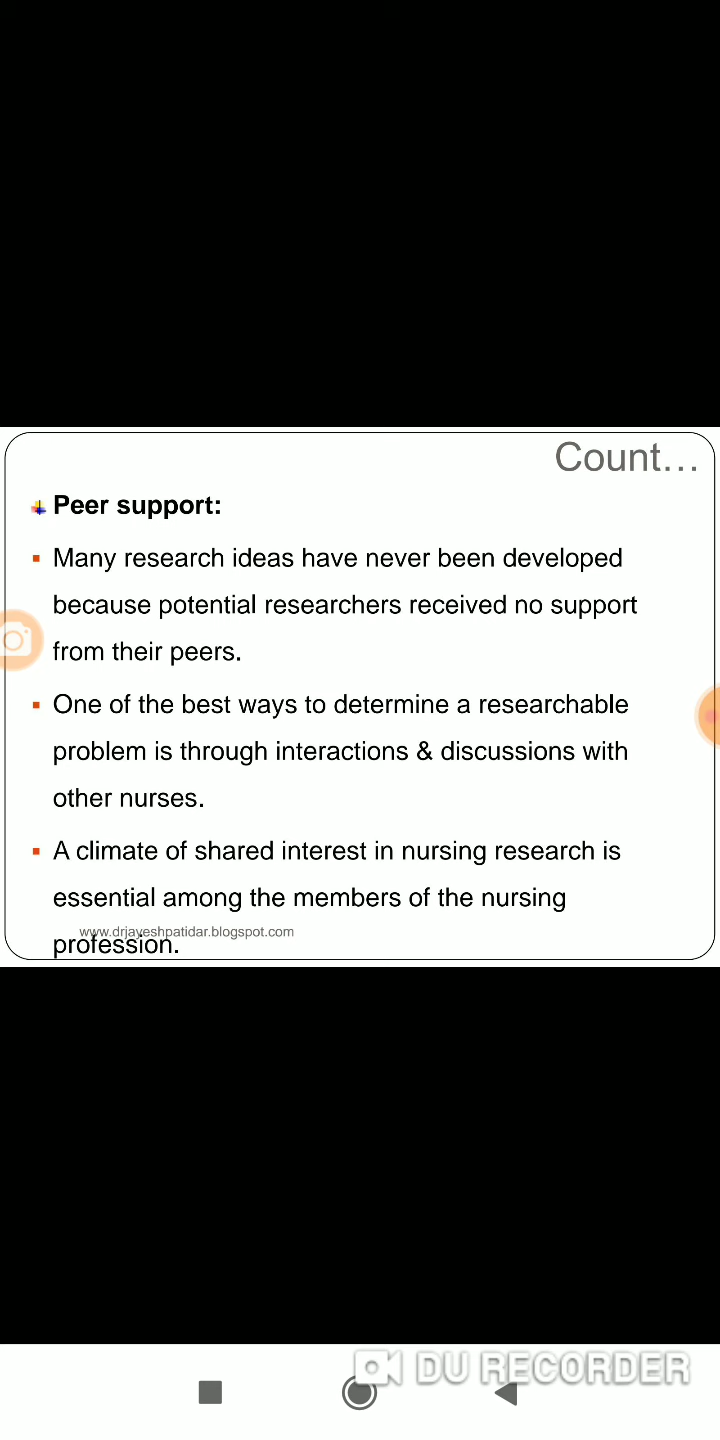 Count...
Peer support:
Many research ideas have never been developed
because potential researchers received no support
from their peers.
One of the best ways to determine a researchable
problem is through interactions & discussions with
other nurses.
A climate of shared interest in nursing research is
essential among the members of the nursing
www.drjayeshpatidar.blogspot.com
profession.
DU RECORDER